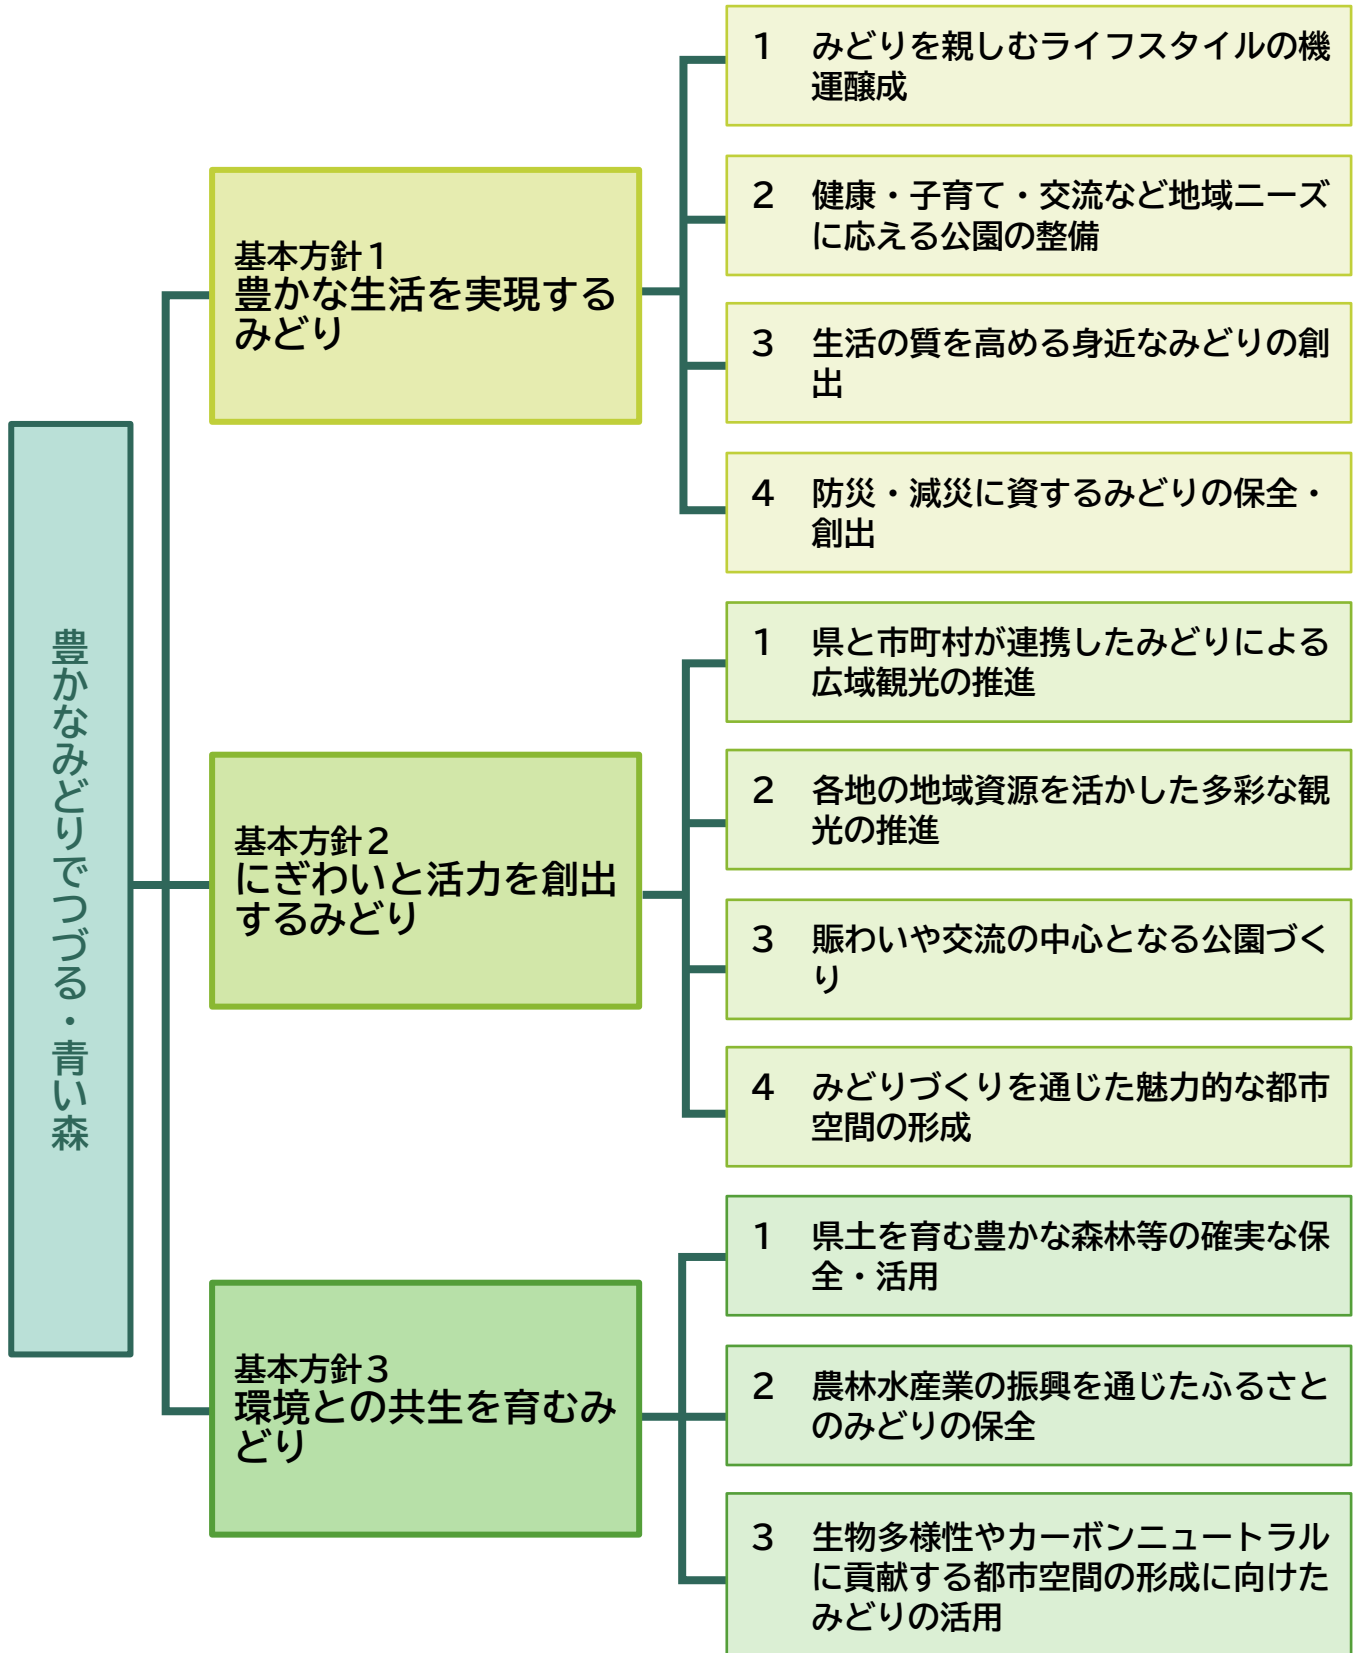 豊かなみどりでつづる・青い森
基本方針1
豊かな生活を実現する
みどり
1 みどりを親しむライフスタイルの機
運醸成
2 健康・子育て・交流など地域ニーズ
に応える公園の整備
3 生活の質を高める身近なみどりの創
出
4 防災・減災に資するみどりの保全・
創出
基本方針2
にぎわいと活力を創出
するみどり
1 県と市町村が連携したみどりによる
広域観光の推進
2 各地の地域資源を活かした多彩な観
光の推進
3 賑わいや交流の中心となる公園づく
り
4 みどりづくりを通じた魅力的な都市
空間の形成
基本方針3
環境との共生を育むみ
どり
1 県土を育む豊かな森林等の確実な保
全・活用
2 農林水産業の振興を通じたふるさと
のみどりの保全
3 生物多様性やカーボンニュートラル
に貢献する都市空間の形成に向けた
みどりの活用